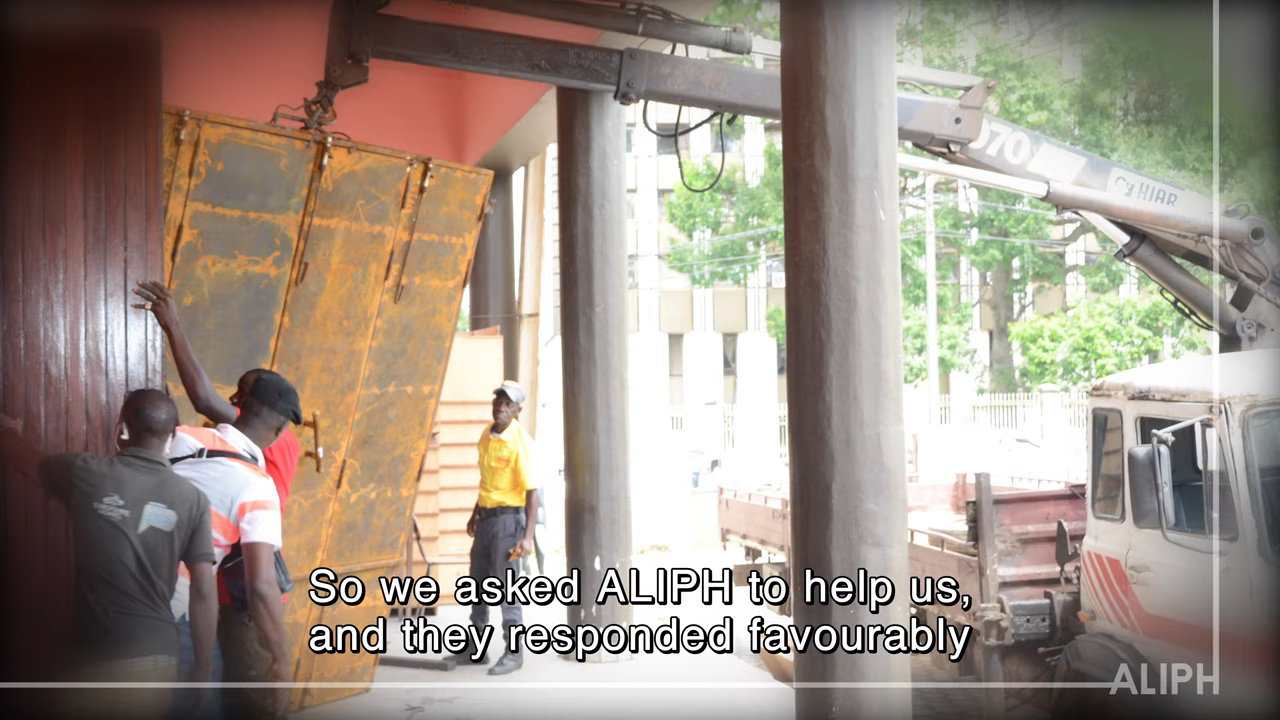 070
HIAB
So we asked ALIPH to help us,
and they responded favourably
ALIPH